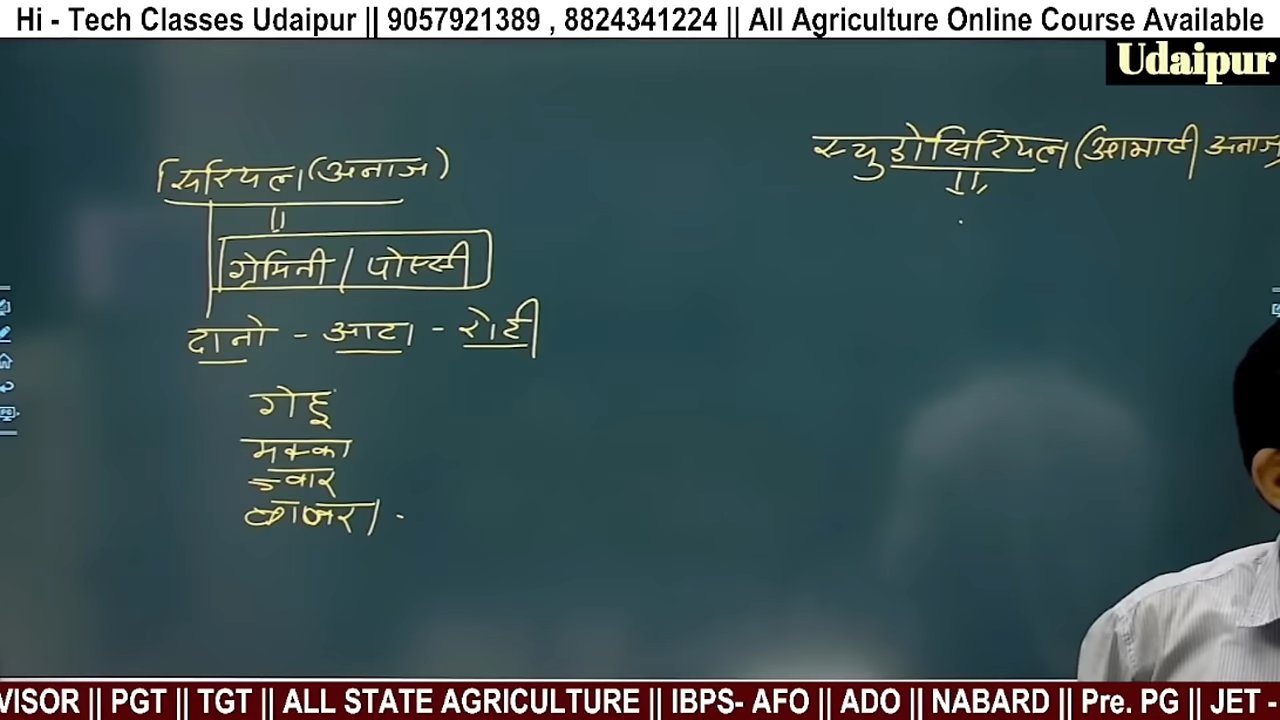 Hi - Tech Classes Udaipur || 9057921389 , 8824341224 || All Agriculture Online Course Available
Udaipur
सिरियल (अनाज)
ग्रेमिनी / पोएसी
दानो - आटा - रोटी
गेहू
मक्का
ज्वार
बाजरा
स्युडोसिरियल (आभासी अनाज
VISOR || PGT || TGT || ALL STATE AGRICULTURE || IBPS- AFO || ADO || NABARD || Pre. PG || JET -